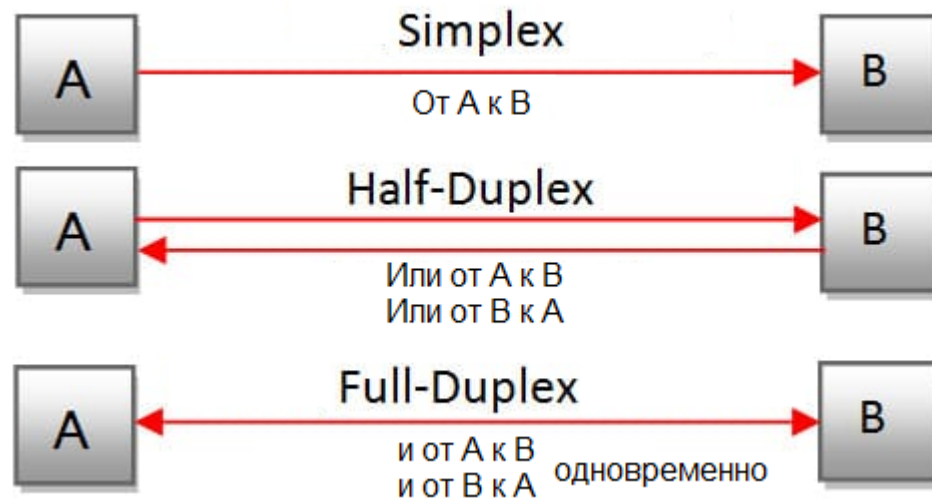 Simplex
A
B
От А к В
Half-Duplex
A
B
Или от А к В
Или от В к А
Full-Duplex
A
B
и от А к В
и от В к А одновременно